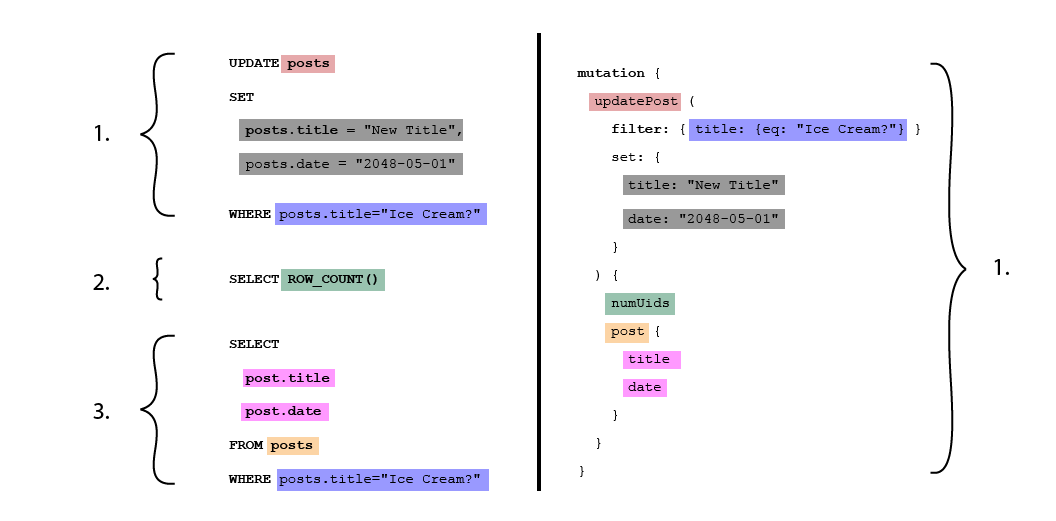 1.
UPDATE posts
SET
posts.title = "New Title",
posts.date = "2048-05-01"
WHERE posts.title="Ice Cream?"
2.
SELECT ROW_COUNT()
3.
SELECT
post.title
post.date
FROM posts
WHERE posts.title="Ice Cream?"
mutation {
updatePost (
filter: { title: {eq: "Ice Cream?"} }
set: {
title: "New Title"
date: "2048-05-01"
}
) {
numUids
post {
title
date
}
}
}
1.